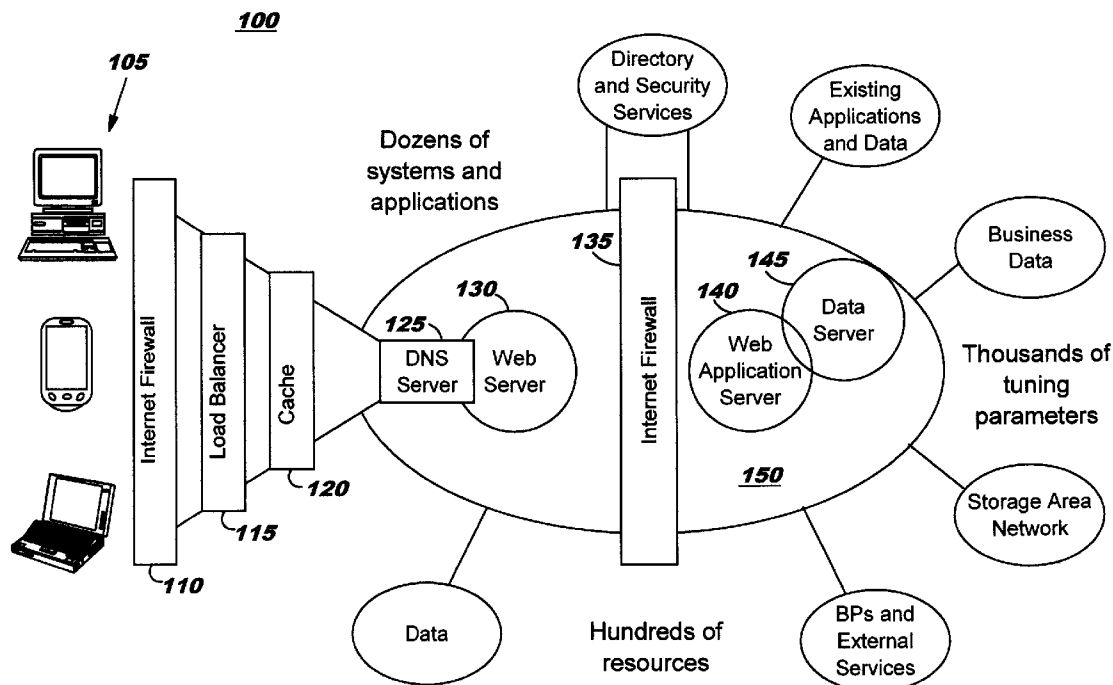 100
105
Directory
and Security
Services
Existing
Applications
and Data
Dozens of
systems and
applications
135
145
Business
Data
130
140
125
Data
Server
DNS
Server
Web
Server
Web
Application
Server
Internet Firewall
Load Balancer
Cache
Internet Firewall
Thousands of
tuning
parameters
120
150
115
Storage Area
Network
110
Data
Hundreds of
resources
BPs and
External
Services